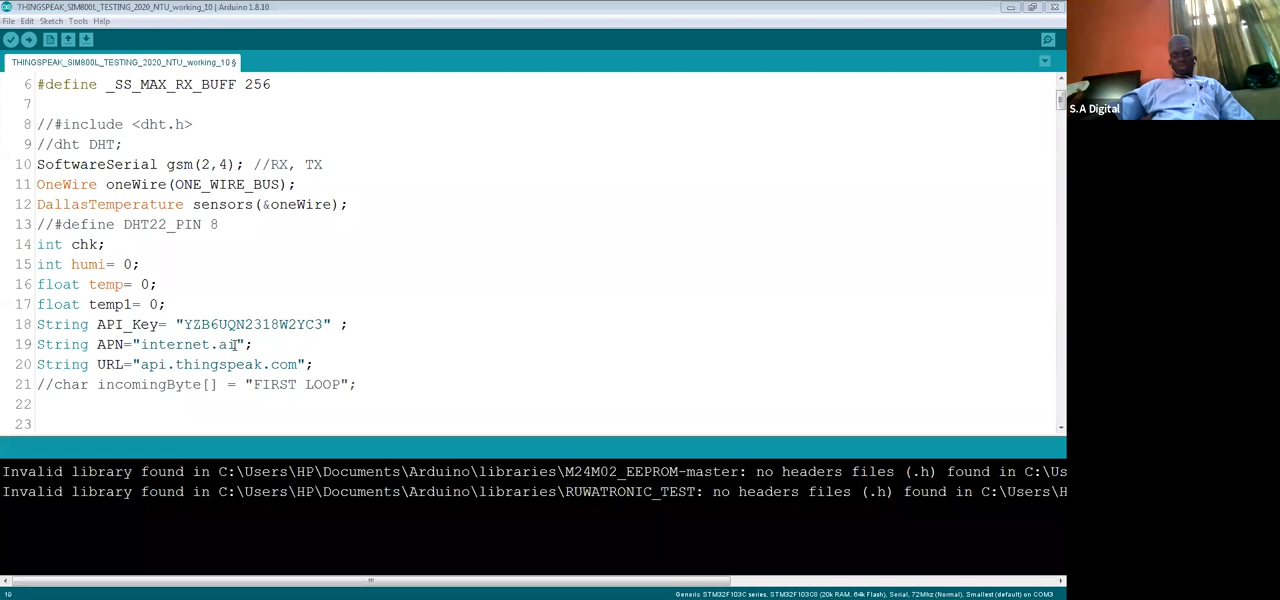 THINGSPEAK_SIM800L_TESTING_2020_NTU_working_10 | Arduino 1.8.10
File Edit Sketch Tools Help
THINGSPEAK_SIM800L_TESTING_2020_NTU_working_10 §
6 #define _SS_MAX_RX_BUFF 256
7
8 //#include <dht.h>
9 //dht DHT;
10 SoftwareSerial gsm(2,4); //RX, TX
11 OneWire oneWire(ONE_WIRE_BUS);
12 DallasTemperature sensors(&oneWire);
13 //#define DHT22_PIN 8
14 int chk;
15 int humi= 0;
16 float temp= 0;
17 float temp1= 0;
18 String API_Key= "YZB6UQN2318W2YC3" ;
19 String APN="internet.ai";
20 String URL="api.thingspeak.com";
21 //char incomingByte[] = "FIRST LOOP";
22
23
Invalid library found in C:\Users\HP\Documents\Arduino\libraries\M24M02_EEPROM-master: no headers files (.h) found in C:\Us
Invalid library found in C:\Users\HP\Documents\Arduino\libraries\RUWATRONIC_TEST: no headers files (.h) found in C:\Users\H
19
Generic STM32F103C series, STM32F103C8 (20k RAM. 64k Flash), Serial, 72Mhz (Normal), Smallest (default) on COM3
S.A Digital